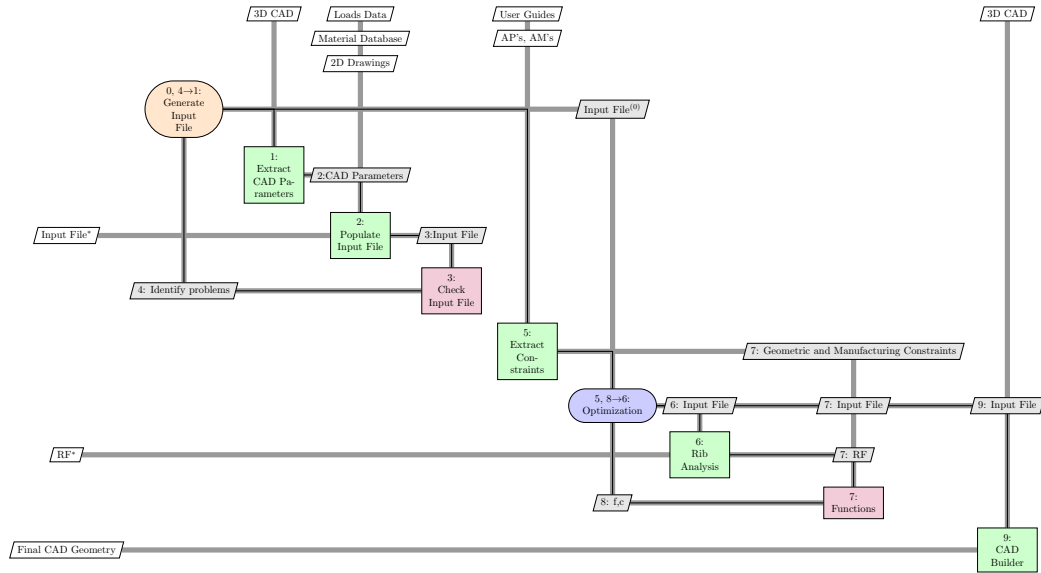 3D CAD
Loads Data
User Guides
3D CAD
Material Database
AP's, AM's
2D Drawings
0, 4→1:
Generate
Input
File
Input File⁽⁰⁾
1:
Extract
CAD Pa-
rameters
2:CAD Parameters
Input File*
2:
Populate
Input File
3:Input File
4: Identify problems
3:
Check
Input File
5:
Extract
Con-
straints
7: Geometric and Manufacturing Constraints
5, 8→6:
Optimization
6: Input File
7: Input File
9: Input File
RF*
6:
Rib
Analysis
7: RF
8: f,c
7:
Functions
Final CAD Geometry
9:
CAD
Builder